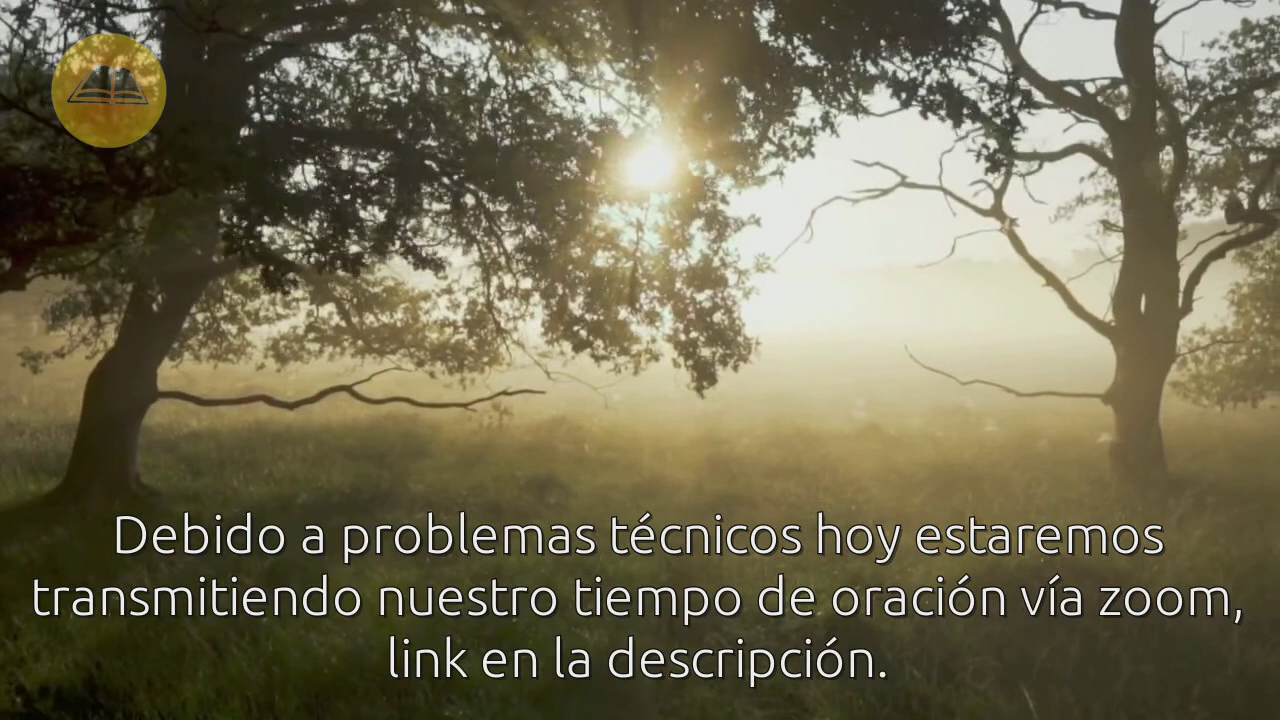 Debido a problemas técnicos hoy estaremos
transmitiendo nuestro tiempo de oración vía zoom,
link en la descripción.